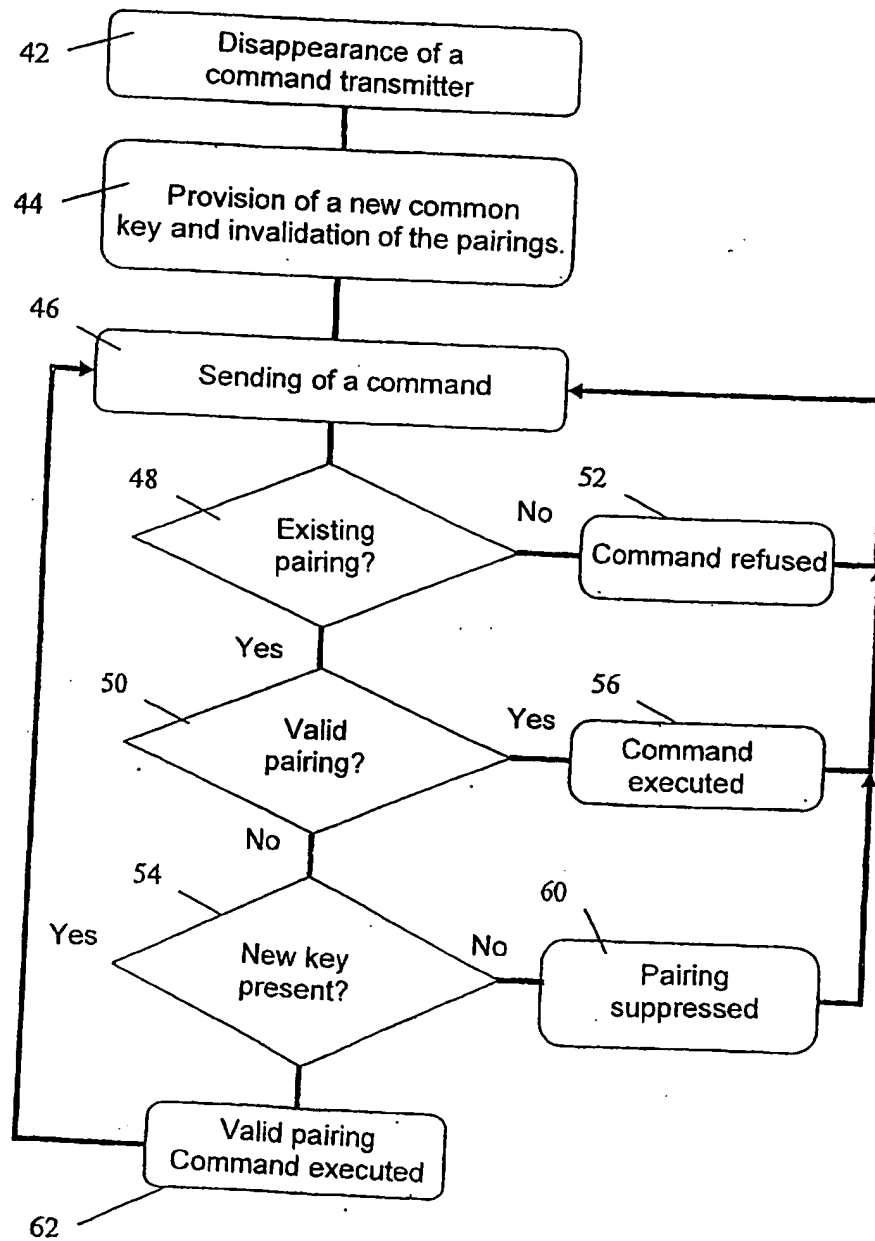 42
Disappearance of a
command transmitter
44
Provision of a new common
key and invalidation of the pairings.
46
Sending of a command
48
Existing
pairing?
No
52
Command refused
Yes
50
Valid
pairing?
Yes
56
Command
executed
No
54
Yes
New key
present?
No
60
Pairing
suppressed
Valid pairing
Command executed
62